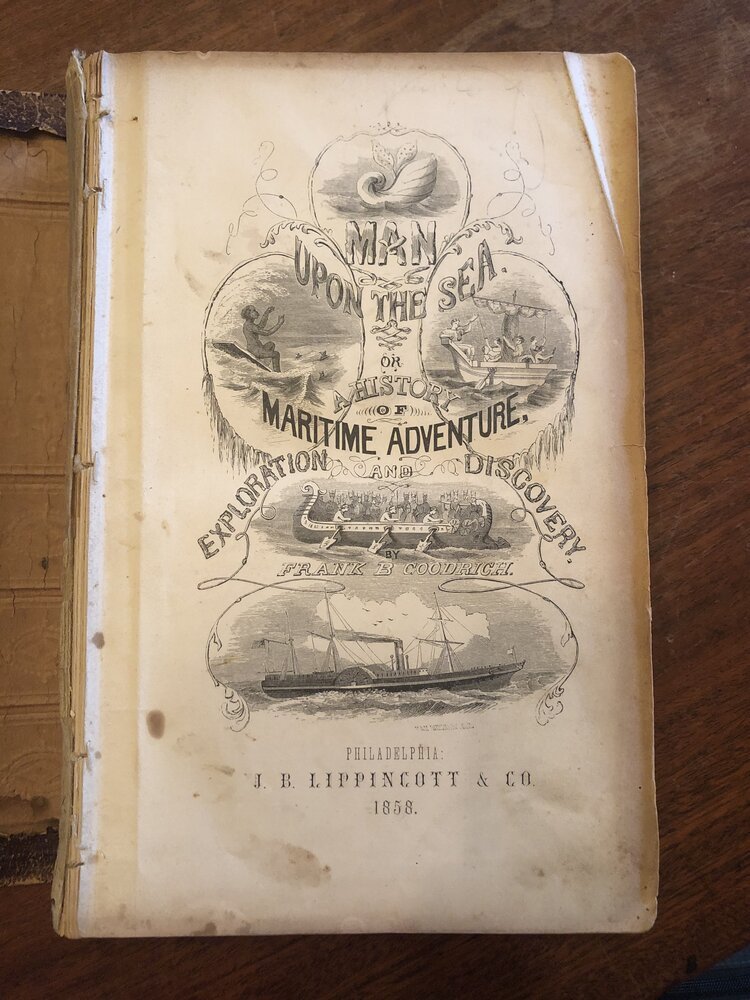 MAN
UPON THE SEA.
OR
A HISTORY
OF
MARITIME ADVENTURE,
EXPLORATION AND DISCOVERY.
BY
FRANK B GOODRICH.
PHILADELPHIA:
J. B. LIPPINCOTT & CO.
1858.